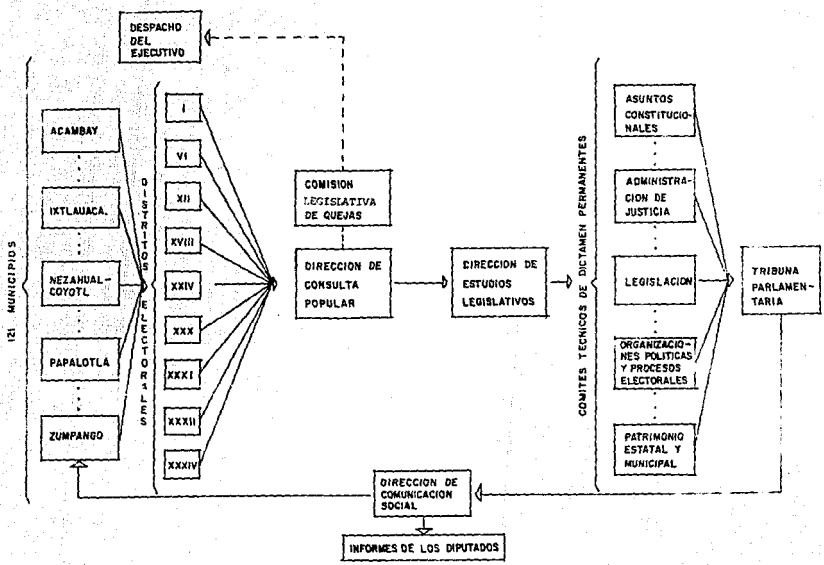 DESPACHO
DEL
EJECUTIVO
121 MUNICIPIOS
ACAMBAY
IXTLAUACA.
NEZAHUAL-
COYOTL
PAPALOTLA
ZUMPANGO
DISTRITOS ELECTORALES
I
VI
XII
XVIII
XXIV
XXX
XXXI
XXXII
XXXIV
COMISION
LEGISLATIVA
DE QUEJAS
DIRECCION DE
CONSULTA
POPULAR
DIRECCION DE
ESTUDIOS
LEGISLATIVOS
COMITES TECNICOS DE DICTAMEN PERMANENTES
ASUNTOS
CONSTITUCIO-
NALES
ADMINISTRA-
CION DE
JUSTICIA
LEGISLACION
ORGANIZACIO-
NES POLITICAS
Y PROCESOS
ELECTORALES
PATRIMONIO
ESTATAL Y
MUNICIPAL
TRIBUNA
PARLAMEN-
TARIA
DIRECCION DE
COMUNICACION
SOCIAL
INFORMES DE LOS DIPUTADOS